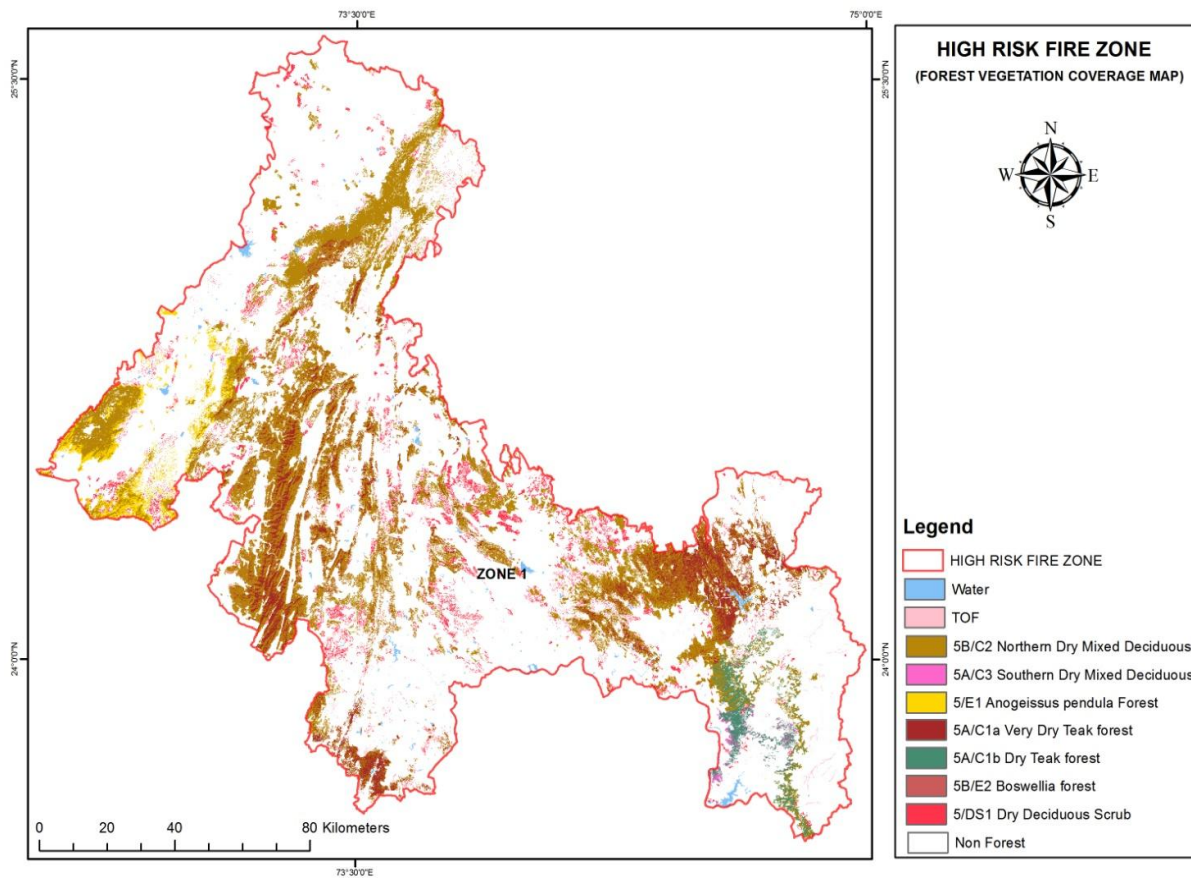 73°30'0"E
75°0'0"E
25°30'0"N
25°30'0"N
24°0'0"N
24°0'0"N
ZONE 1
0 20 40 80 Kilometers
73°30'0"E
HIGH RISK FIRE ZONE
(FOREST VEGETATION COVERAGE MAP)
N
W E
S
Legend
HIGH RISK FIRE ZONE
Water
TOF
5B/C2 Northern Dry Mixed Deciduous
5A/C3 Southern Dry Mixed Deciduous
5/E1 Anogeissus pendula Forest
5A/C1a Very Dry Teak forest
5A/C1b Dry Teak forest
5B/E2 Boswellia forest
5/DS1 Dry Deciduous Scrub
Non Forest